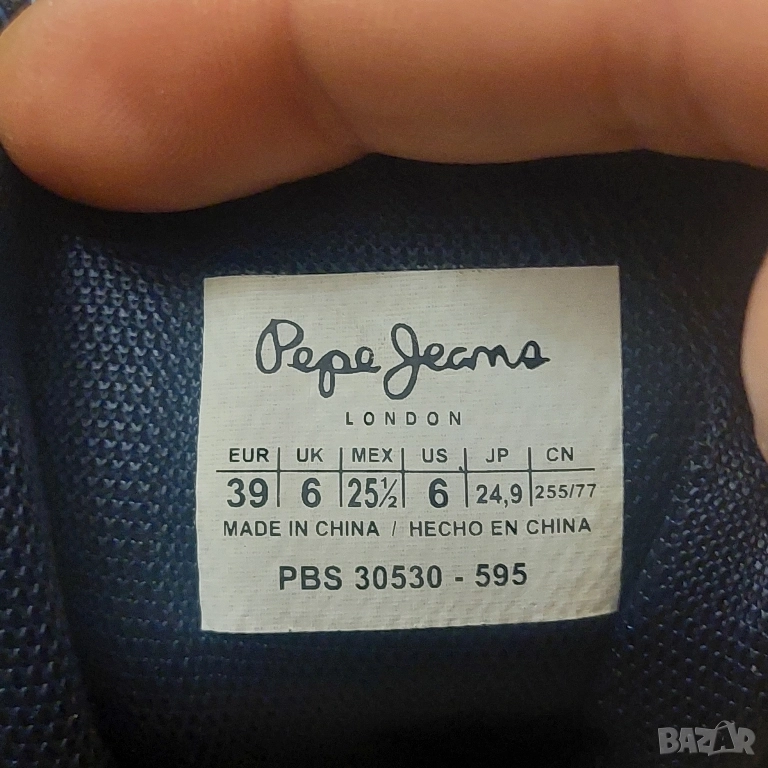 Pepe Jeans
LONDON
EUR UK MEX US JP CN
39 6 25½ 6 24,9 255/77
MADE IN CHINA / HECHO EN CHINA
PBS 30530 - 595
BAZAR